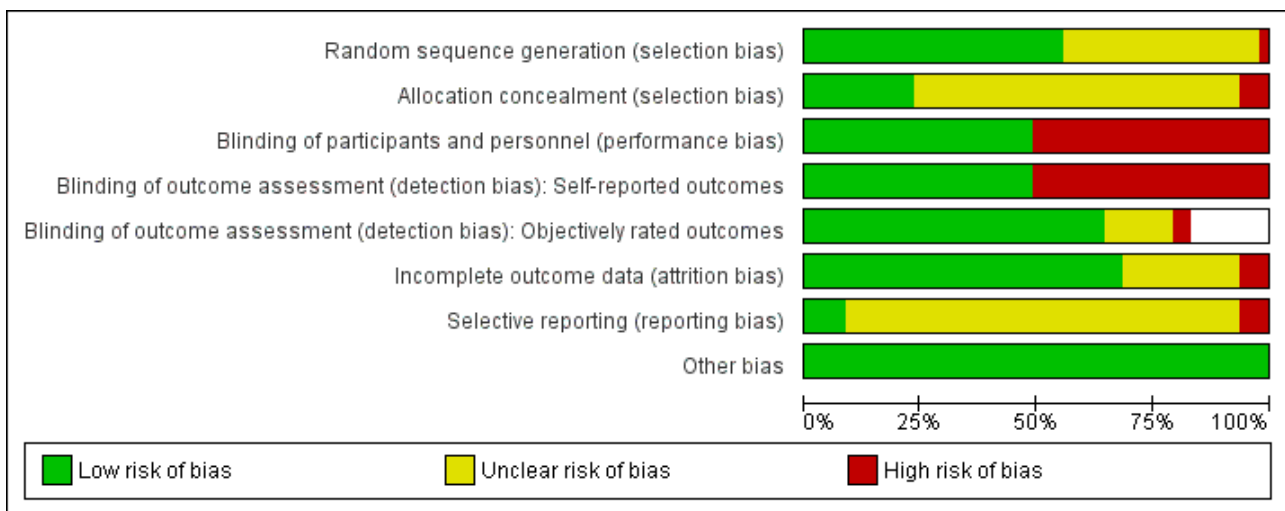 Random sequence generation (selection bias)
Allocation concealment (selection bias)
Blinding of participants and personnel (performance bias)
Blinding of outcome assessment (detection bias): Self-reported outcomes
Blinding of outcome assessment (detection bias): Objectively rated outcomes
Incomplete outcome data (attrition bias)
Selective reporting (reporting bias)
Other bias
0% 25% 50% 75% 100%
Low risk of bias Unclear risk of bias High risk of bias